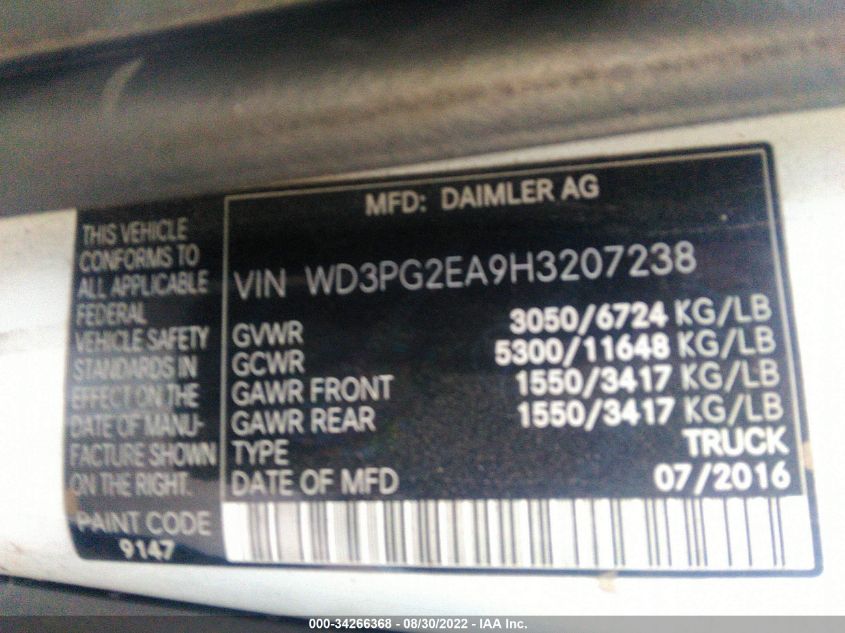 MFD: DAIMLER AG
THIS VEHICLE
CONFORMS TO
ALL APPLICABLE
FEDERAL
VEHICLE SAFETY
STANDARDS IN
EFFECT ON THE
DATE OF MANU-
FACTURE SHOWN
ON THE RIGHT.
PAINT CODE
9147
VIN WD3PG2EA9H3207238
GVWR 3050/6724 KG/LB
GCWR 5300/11648 KG/LB
GAWR FRONT 1550/3417 KG/LB
GAWR REAR 1550/3417 KG/LB
TYPE TRUCK
DATE OF MFD 07/2016
000-34266368 - 08/30/2022 - IAA Inc.